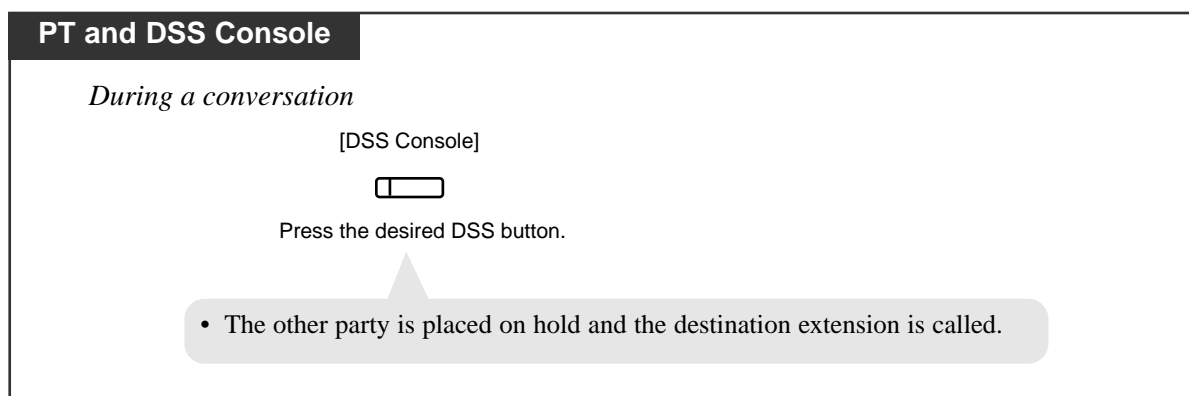 PT and DSS Console
During a conversation
[DSS Console]
Press the desired DSS button.
• The other party is placed on hold and the destination extension is called.